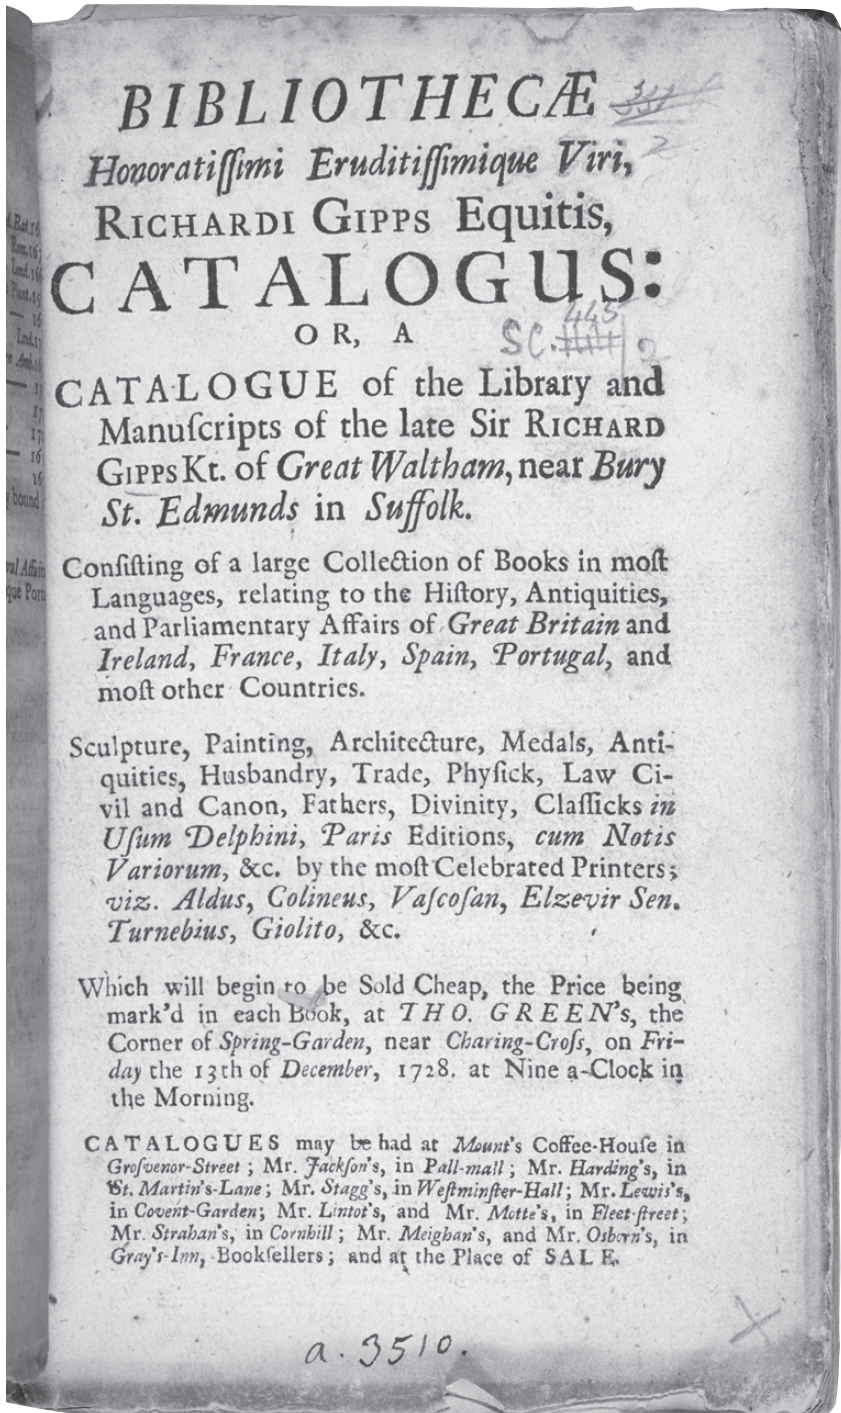 BIBLIOTHECÆ
Honoratiſſimi Eruditiſſimique Viri,
RICHARDI GIPPS Equitis,
CATALOGUS:
OR, A
445
SC. 2
CATALOGUE of the Library and
Manuſcripts of the late Sir RICHARD
GIPPS Kt. of Great Waltham, near Bury
St. Edmunds in Suffolk.
Conſiſting of a large Collection of Books in moſt
Languages, relating to the Hiſtory, Antiquities,
and Parliamentary Affairs of Great Britain and
Ireland, France, Italy, Spain, Portugal, and
moſt other Countries.
Sculpture, Painting, Architecture, Medals, Anti-
quities, Husbandry, Trade, Phyſick, Law Ci-
vil and Canon, Fathers, Divinity, Claſſicks in
Uſum Delphini, Paris Editions, cum Notis
Variorum, &c. by the moſt Celebrated Printers;
viz. Aldus, Colineus, Vaſcoſan, Elzevir Sen.
Turnebius, Giolito, &c.
Which will begin to be Sold Cheap, the Price being
mark'd in each Book, at THO. GREEN's, the
Corner of Spring-Garden, near Charing-Croſs, on Fri-
day the 13th of December, 1728. at Nine a-Clock in
the Morning.
CATALOGUES may be had at Mount's Coffee-Houſe in
Groſvenor-Street; Mr. Jackſon's, in Pall-mall; Mr. Harding's, in
St. Martin's-Lane; Mr. Stagg's, in Weſtminſter-Hall; Mr. Lewis's,
in Covent-Garden; Mr. Lintot's, and Mr. Motte's, in Fleet-ſtreet;
Mr. Strahan's, in Cornhill; Mr. Meighan's, and Mr. Osborn's, in
Gray's-Inn, Bookſellers; and at the Place of SALE.
a. 3510.